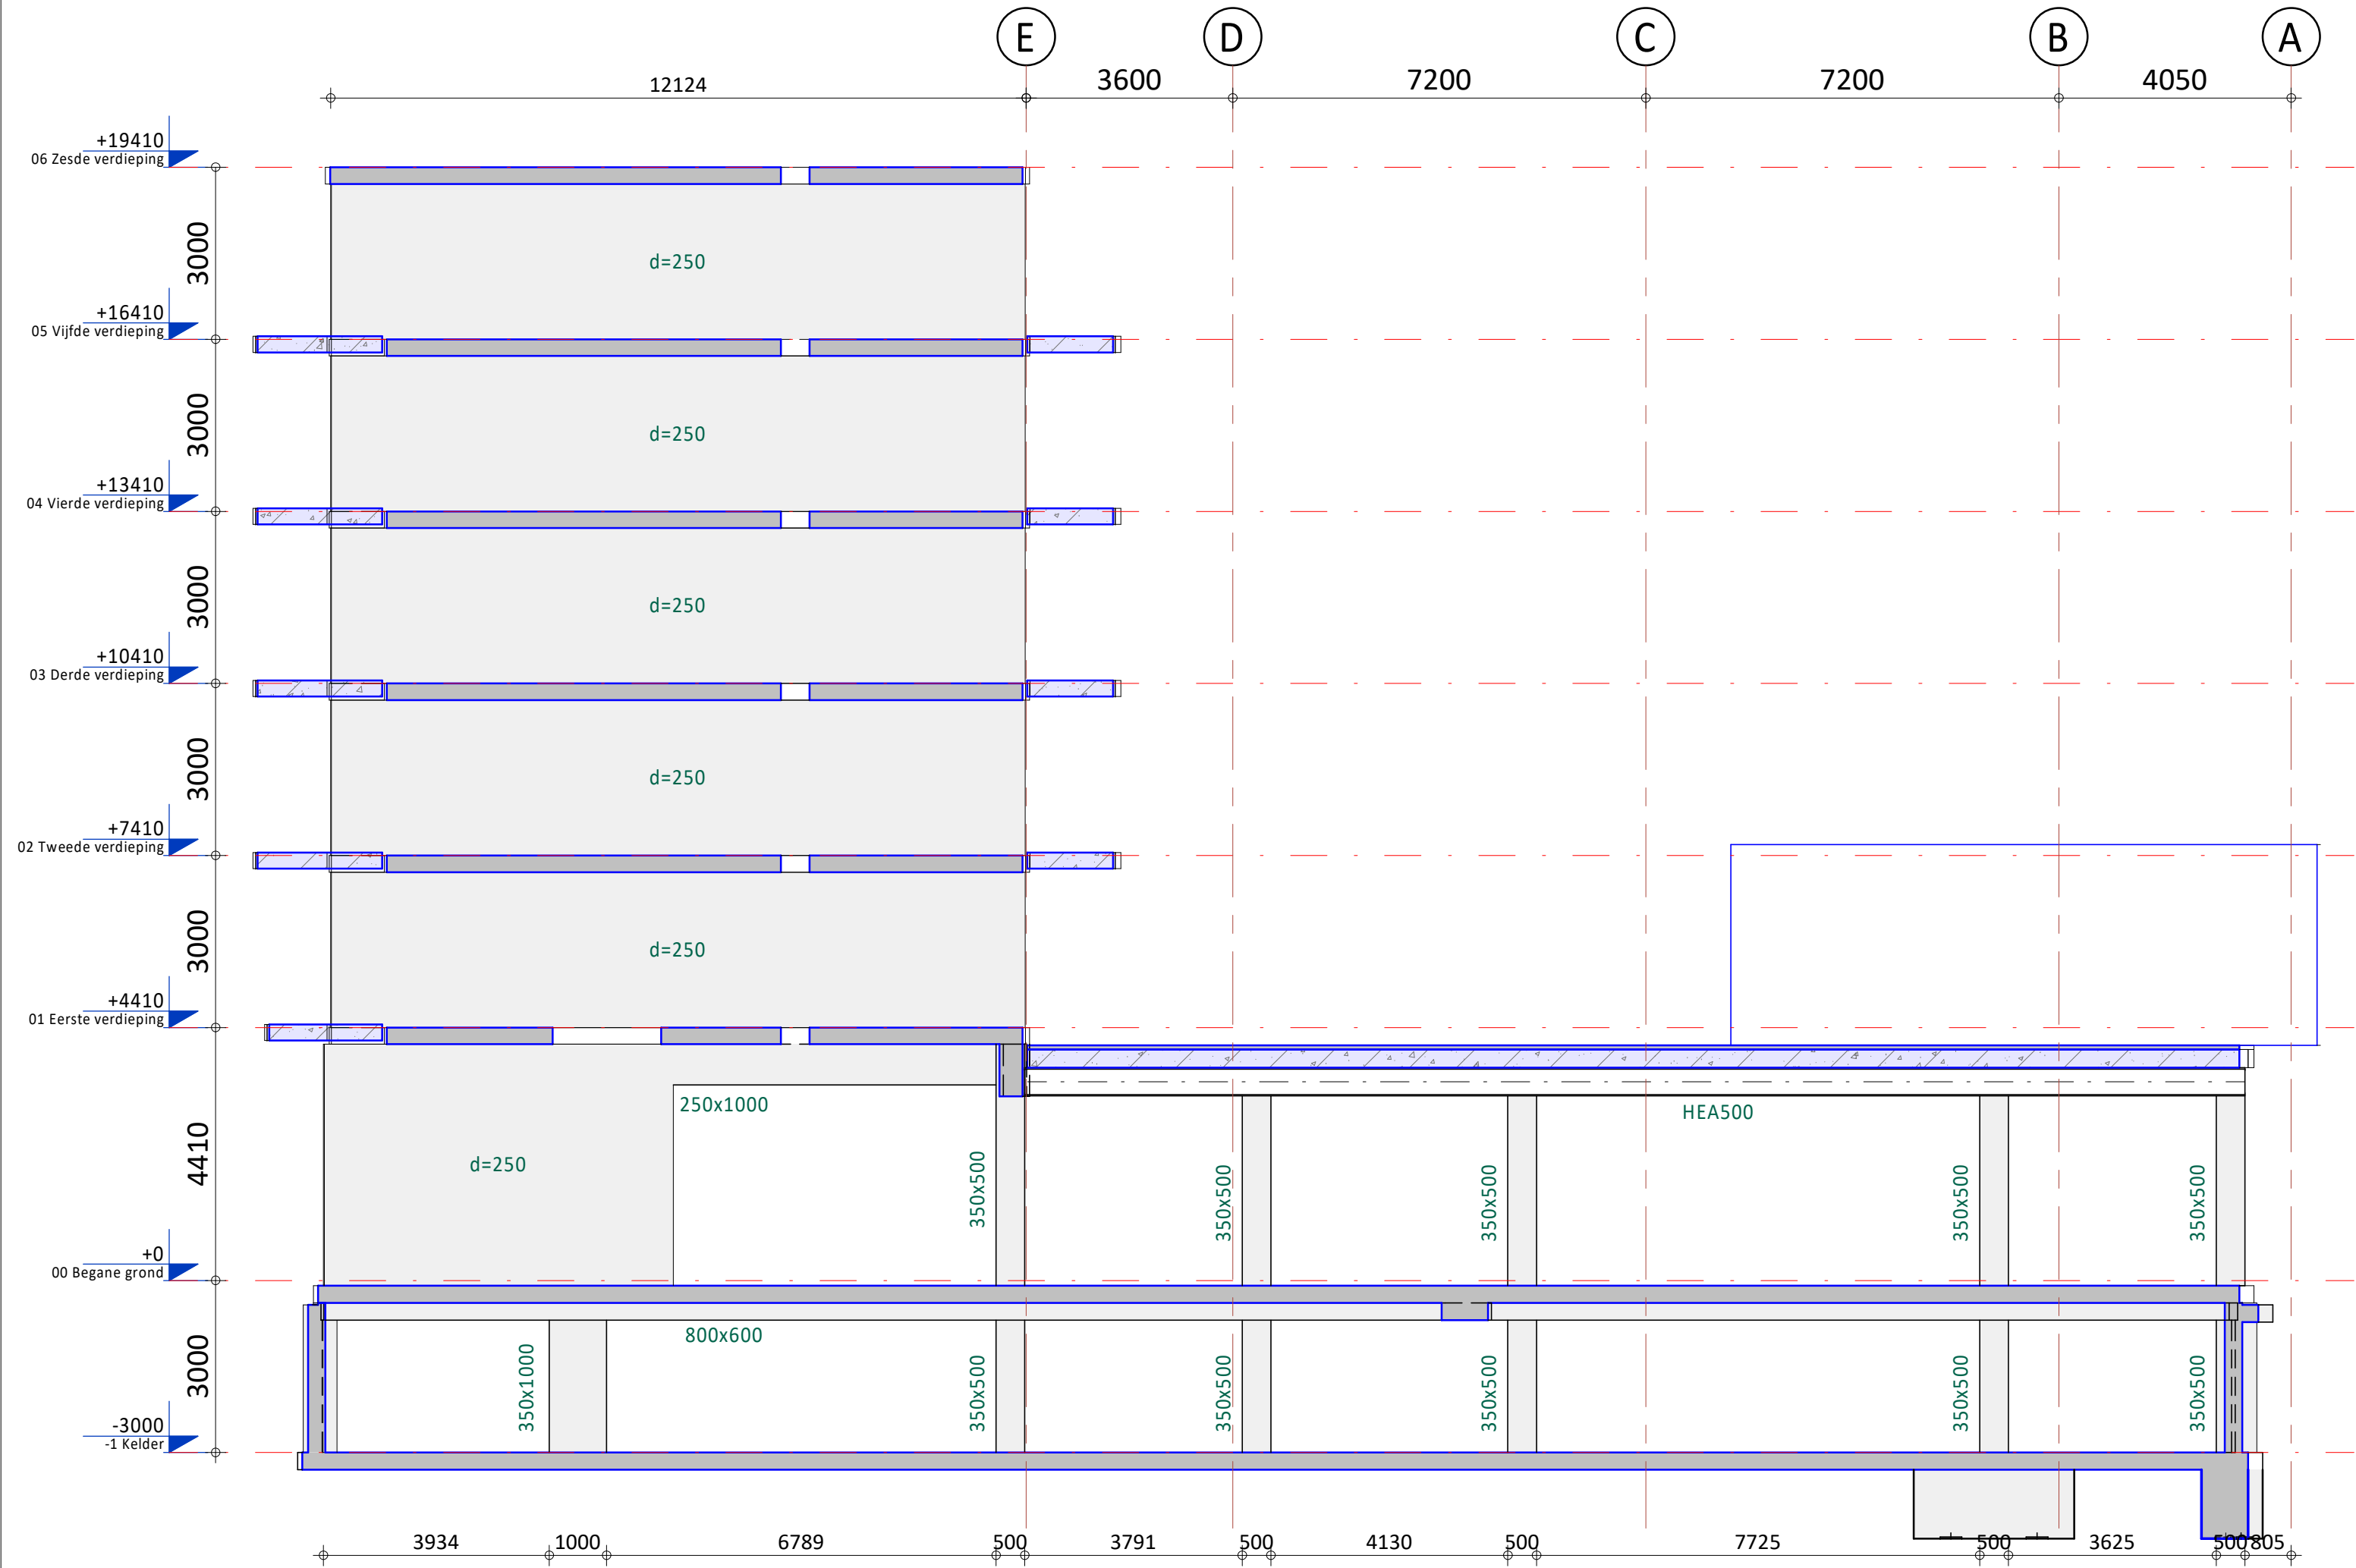 E D C B A
12124 3600 7200 7200 4050
+19410
06 Zesde verdieping
3000
d=250
+16410
05 Vijfde verdieping
3000
d=250
+13410
04 Vierde verdieping
3000
d=250
+10410
03 Derde verdieping
3000
d=250
+7410
02 Tweede verdieping
3000
d=250
+4410
01 Eerste verdieping
250x1000
HEA500
4410
d=250
350x500 350x500 350x500 350x500 350x500
+0
00 Begane grond
800x600
3000
350x1000 350x500 350x500 350x500 350x500 350x500
-3000
-1 Kelder
3934 1000 6789 500 3791 500 4130 500 7725 500 3625 500 805